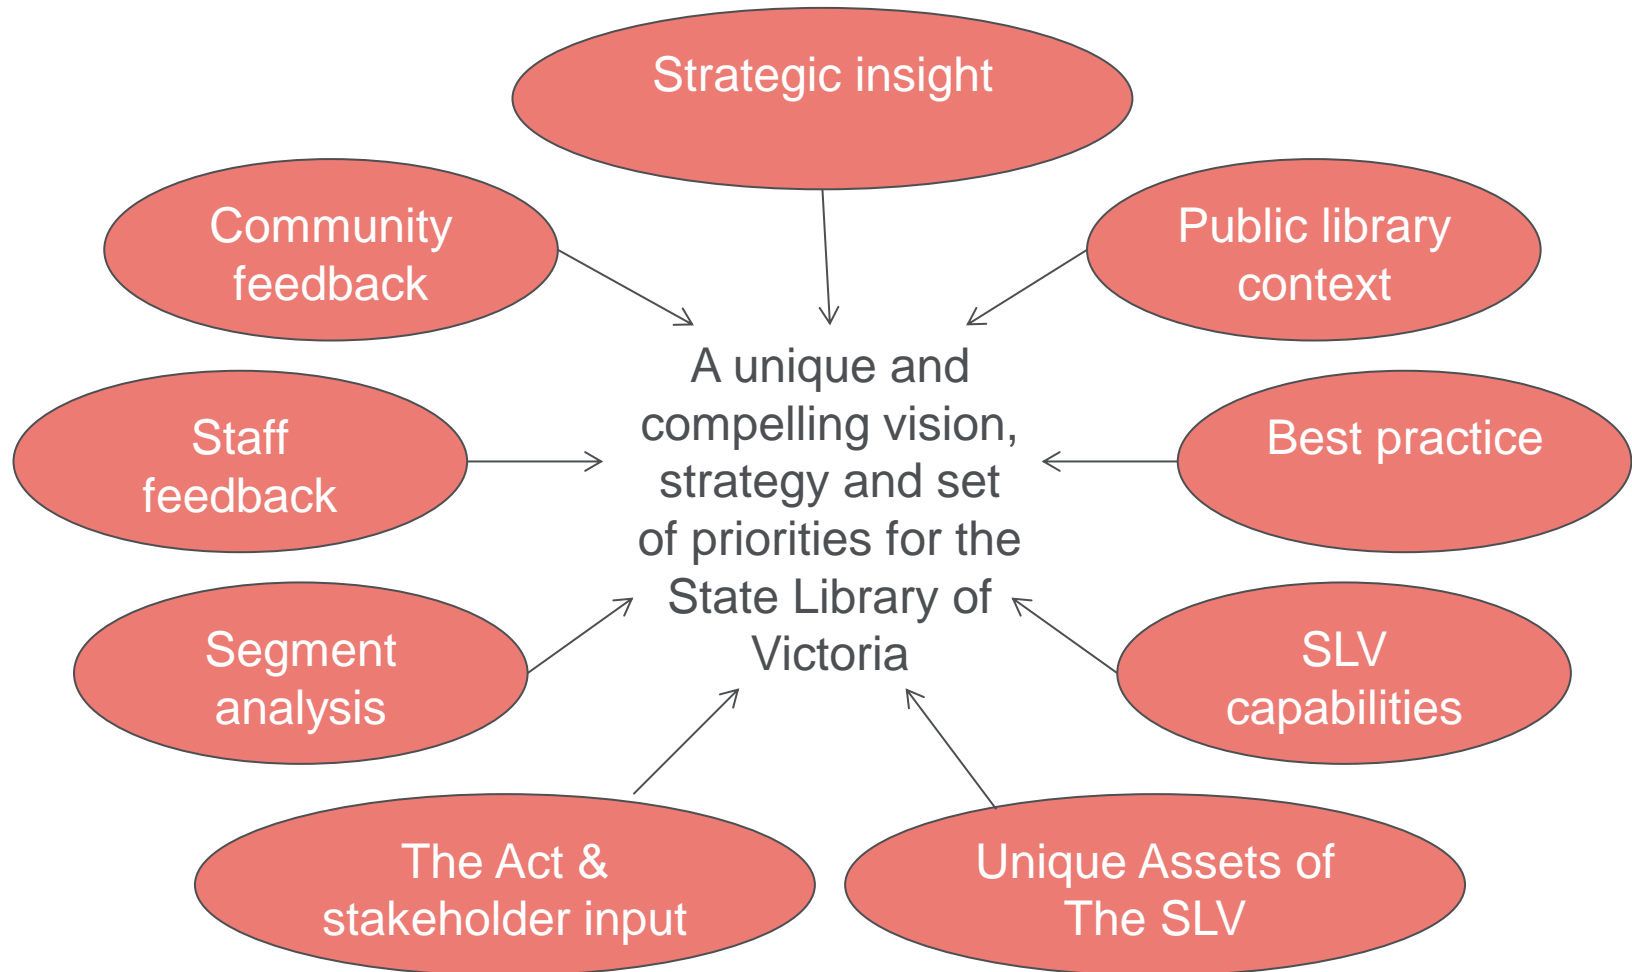 Strategic insight
Community
feedback
Public library
context
Staff
feedback
A unique and
compelling vision,
strategy and set
of priorities for the
State Library of
Victoria
Best practice
Segment
analysis
SLV
capabilities
The Act &
stakeholder input
Unique Assets of
The SLV